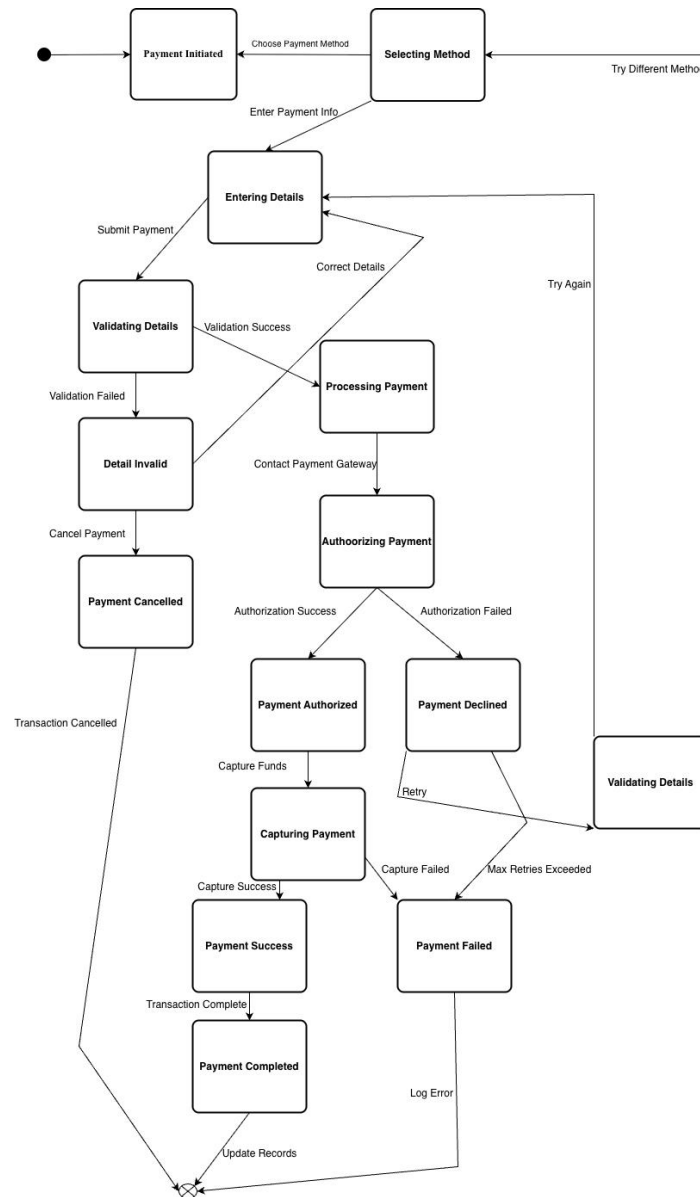 Payment Initiated
Choose Payment Method
Selecting Method
Try Different Method
Enter Payment Info
Entering Details
Submit Payment
Correct Details
Try Again
Validating Details
Validation Success
Processing Payment
Validation Failed
Detail Invalid
Contact Payment Gateway
Cancel Payment
Authoorizing Payment
Payment Cancelled
Authorization Success
Authorization Failed
Payment Authorized
Payment Declined
Transaction Cancelled
Capture Funds
Retry
Validating Details
Capturing Payment
Capture Failed
Max Retries Exceeded
Capture Success
Payment Success
Payment Failed
Transaction Complete
Payment Completed
Log Error
Update Records